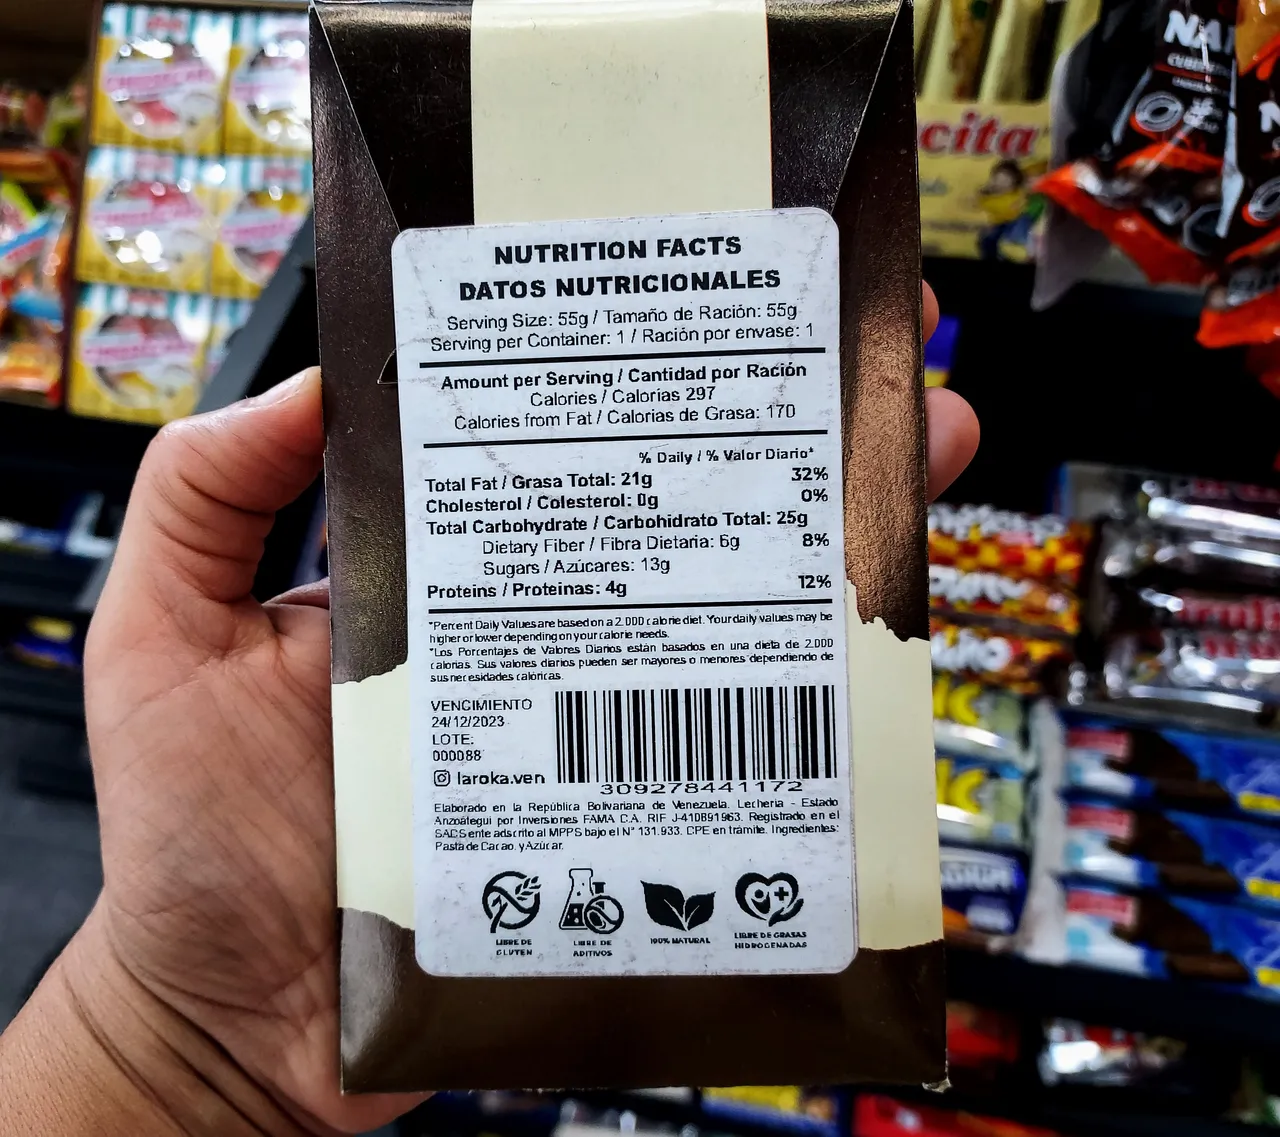 NUTRITION FACTS
DATOS NUTRICIONALES
Serving Size: 55g / Tamaño de Ración: 55g
Serving per Container: 1 / Ración por envase: 1
Amount per Serving / Cantidad por Ración
Calories / Calorías 297
Calories from Fat / Calorías de Grasa: 170
% Daily / % Valor Diario*
Total Fat / Grasa Total: 21g 32%
Cholesterol / Colesterol: 0g 0%
Total Carbohydrate / Carbohidrato Total: 25g
Dietary Fiber / Fibra Dietaria: 6g 8%
Sugars / Azúcares: 13g
Proteins / Proteinas: 4g 12%
*Percent Daily Values are based on a 2.000 calorie diet. Your daily values may be
higher or lower depending on your calorie needs.
*Los Porcentajes de Valores Diarios están basados en una dieta de 2.000
calorías. Sus valores diarios pueden ser mayores o menores dependiendo de
sus necesidades calóricas.
VENCIMIENTO
24/12/2023
LOTE:
000088
laroka.ven
309278441172
Elaborado en la República Bolivariana de Venezuela. Lechería - Estado
Anzoátegui por Inversiones FAMA C.A. RIF J-410891963. Registrado en el
SACS ente adscrito al MPPS bajo el N° 131.933. CPE en trámite. Ingredientes:
Pasta de Cacao y Azúcar.
LIBRE DE
GLUTEN
LIBRE DE
ADITIVOS
100% NATURAL
LIBRE DE GRASAS
HIDROGENADAS
cita